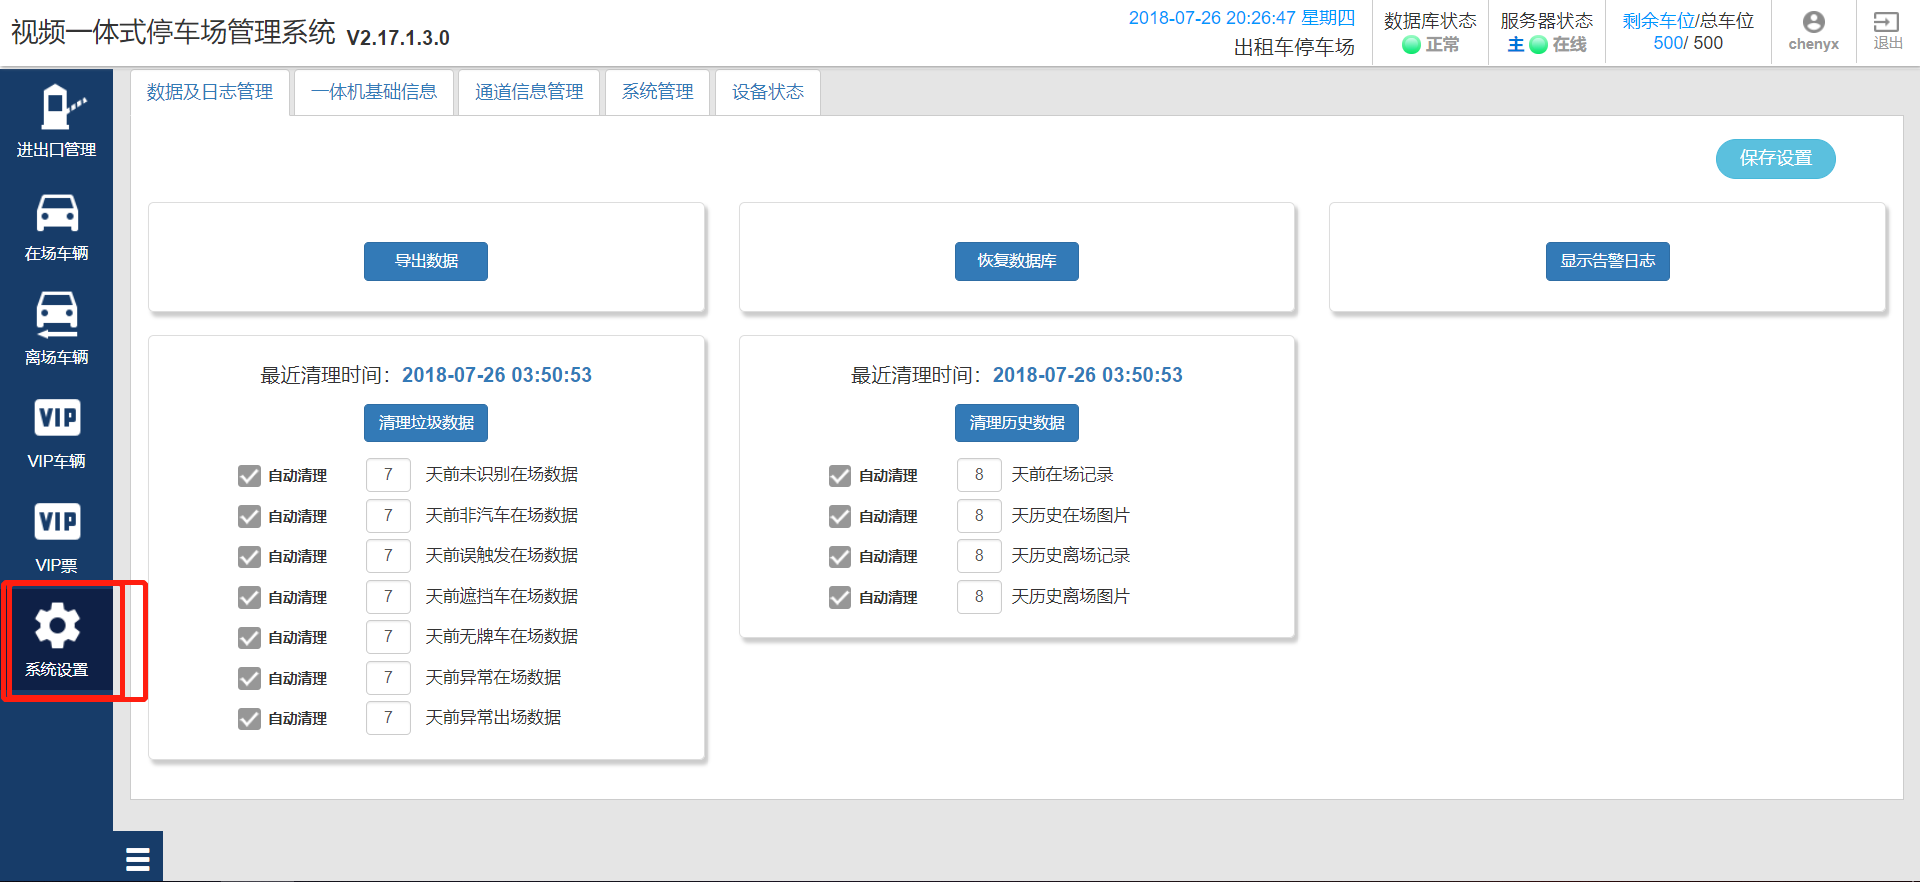 视频一体式停车场管理系统 V2.17.1.3.0
2018-07-26 20:26:47 星期四
出租车停车场
数据库状态
正常
服务器状态
主 在线
剩余车位/总车位
500/ 500
chenyx
退出
进出口管理
在场车辆
离场车辆
VIP
VIP车辆
VIP
VIP票
系统设置
数据及日志管理
一体机基础信息
通道信息管理
系统管理
设备状态
保存设置
导出数据
恢复数据库
显示告警日志
最近清理时间：2018-07-26 03:50:53
清理垃圾数据
自动清理 7 天前未识别在场数据
自动清理 7 天前非汽车在场数据
自动清理 7 天前误触发在场数据
自动清理 7 天前遮挡车在场数据
自动清理 7 天前无牌车在场数据
自动清理 7 天前异常在场数据
自动清理 7 天前异常出场数据
最近清理时间：2018-07-26 03:50:53
清理历史数据
自动清理 8 天前在场记录
自动清理 8 天历史在场图片
自动清理 8 天历史离场记录
自动清理 8 天历史离场图片